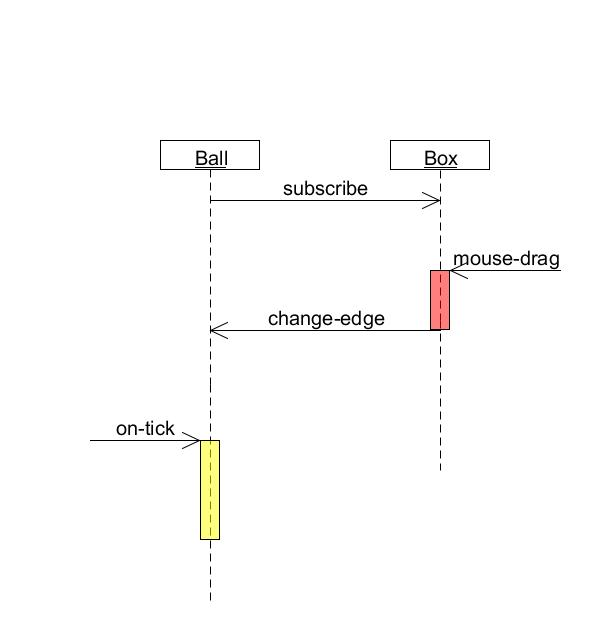 Ball
Box
subscribe
mouse-drag
change-edge
on-tick